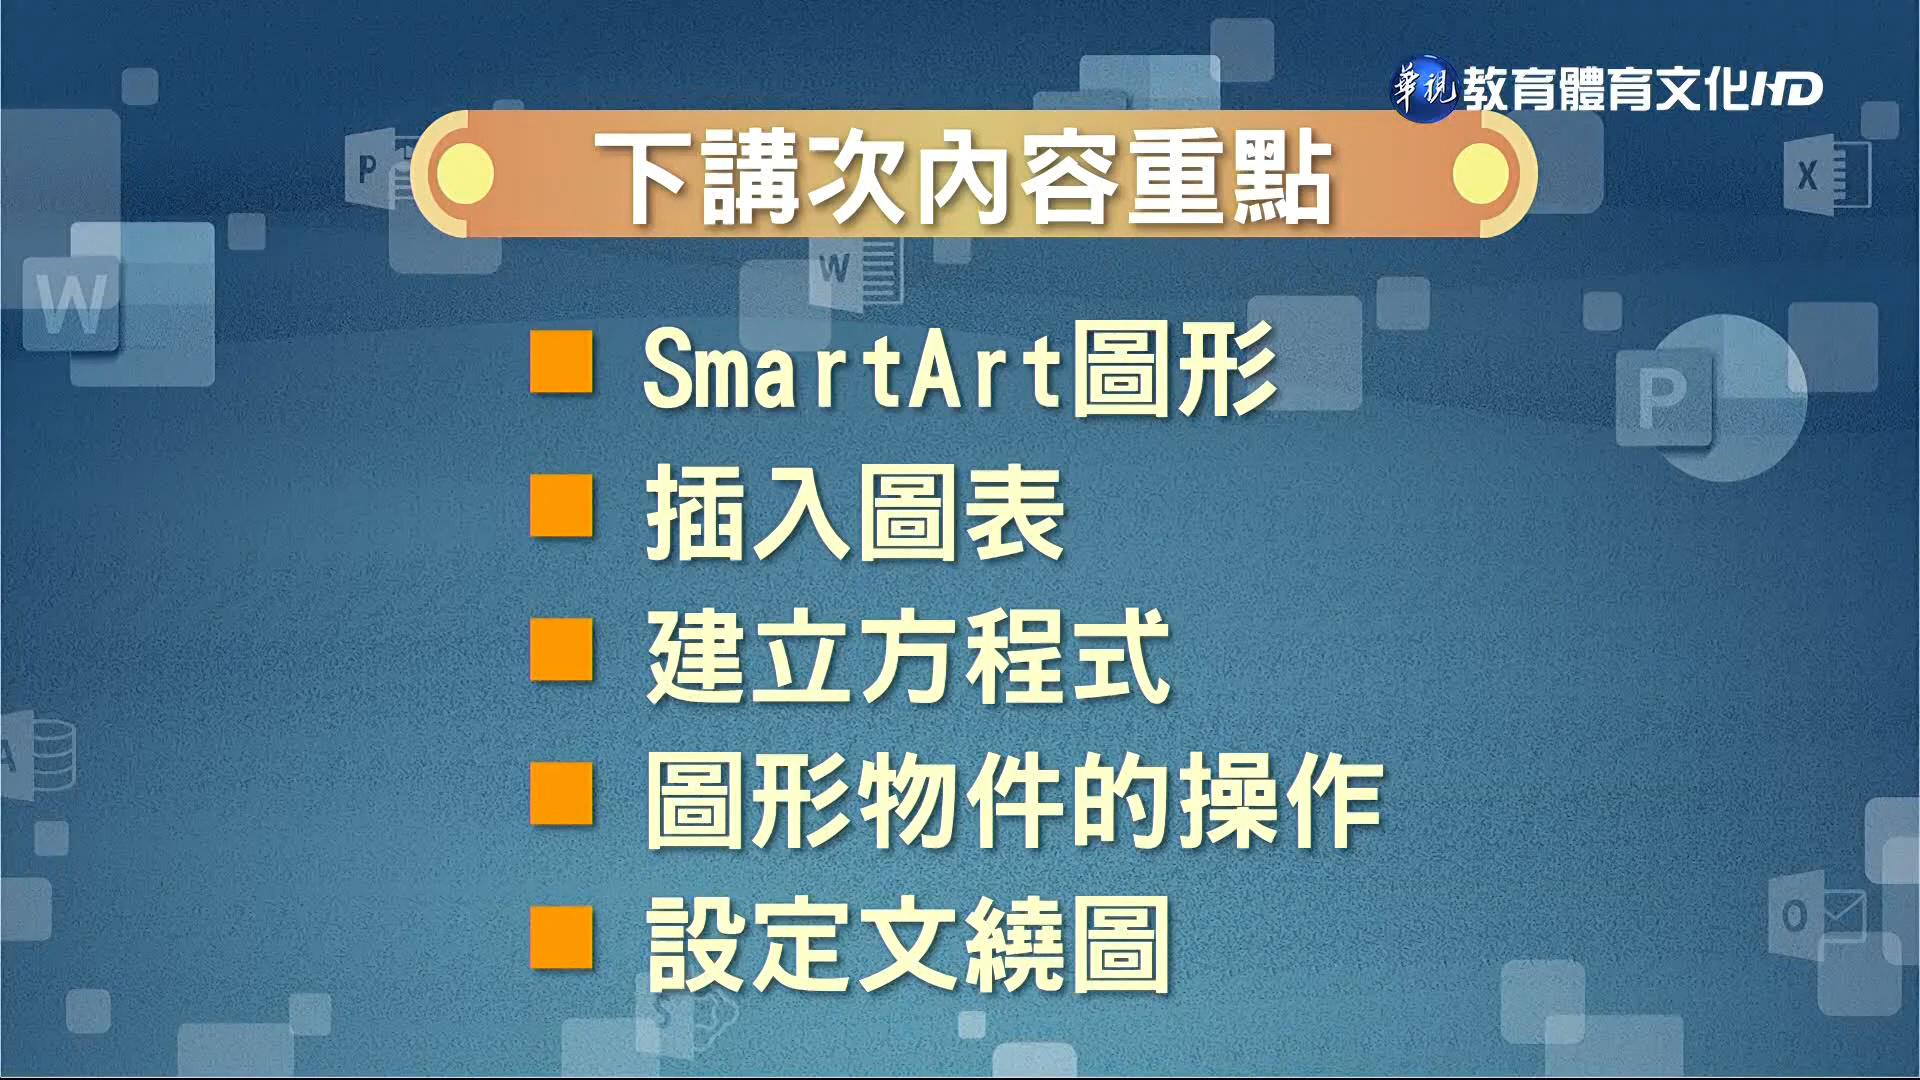 華視 教育體育文化HD
下講次內容重點
P
X
W
W
SmartArt圖形
P
插入圖表
建立方程式
A
圖形物件的操作
O
設定文繞圖
S